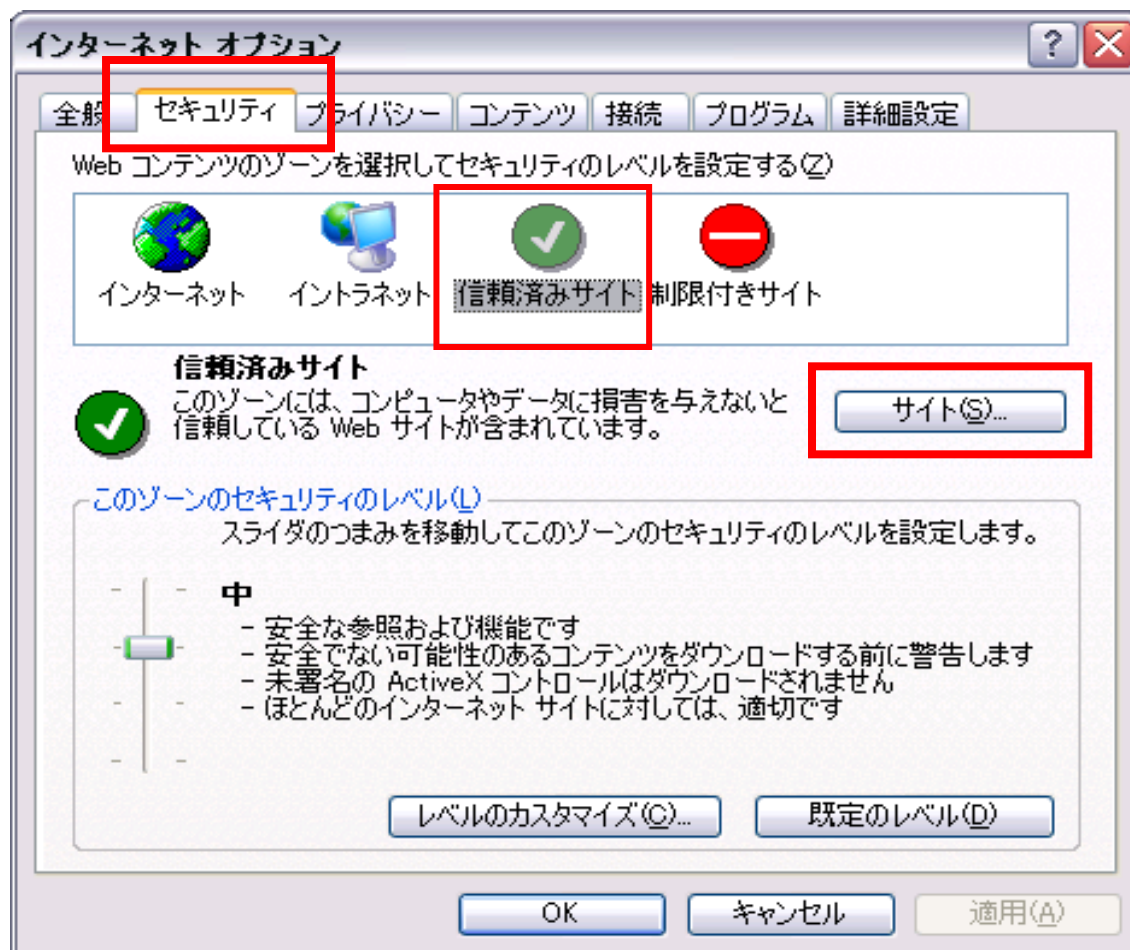 インターネット オプション
全般 セキュリティ プライバシー コンテンツ 接続 プログラム 詳細設定
Web コンテンツのゾーンを選択してセキュリティのレベルを設定する(Z)
インターネット イントラネット 信頼済みサイト 制限付きサイト
信頼済みサイト
このゾーンには、コンピュータやデータに損害を与えないと
信頼している Web サイトが含まれています。
サイト(S)...
このゾーンのセキュリティのレベル(L)
スライダのつまみを移動してこのゾーンのセキュリティのレベルを設定します。
中
- 安全な参照および機能です
- 安全でない可能性のあるコンテンツをダウンロードする前に警告します
- 未署名の ActiveX コントロールはダウンロードされません
- ほとんどのインターネット サイトに対しては、適切です
レベルのカスタマイズ(C)... 既定のレベル(D)
OK キャンセル 適用(A)